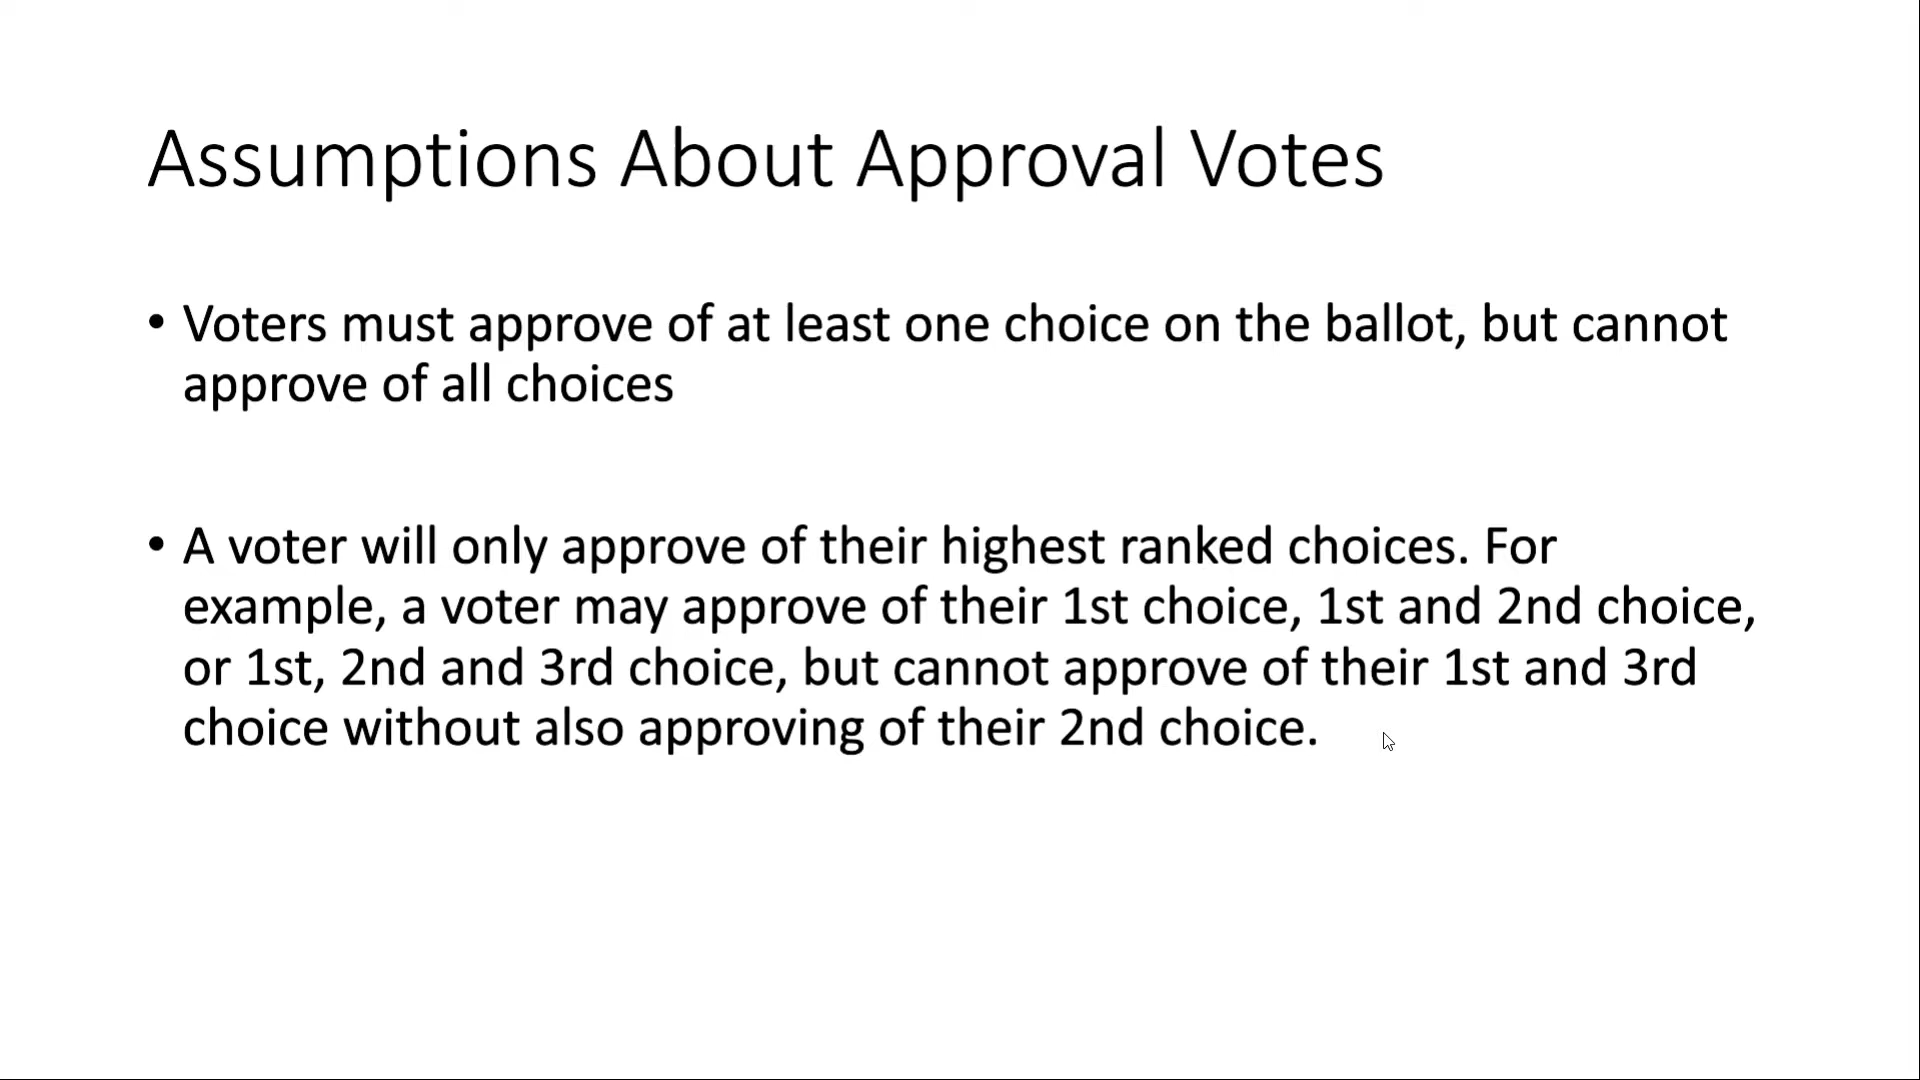 Assumptions About Approval Votes
• Voters must approve of at least one choice on the ballot, but cannot
approve of all choices
• A voter will only approve of their highest ranked choices. For
example, a voter may approve of their 1st choice, 1st and 2nd choice,
or 1st, 2nd and 3rd choice, but cannot approve of their 1st and 3rd
choice without also approving of their 2nd choice.